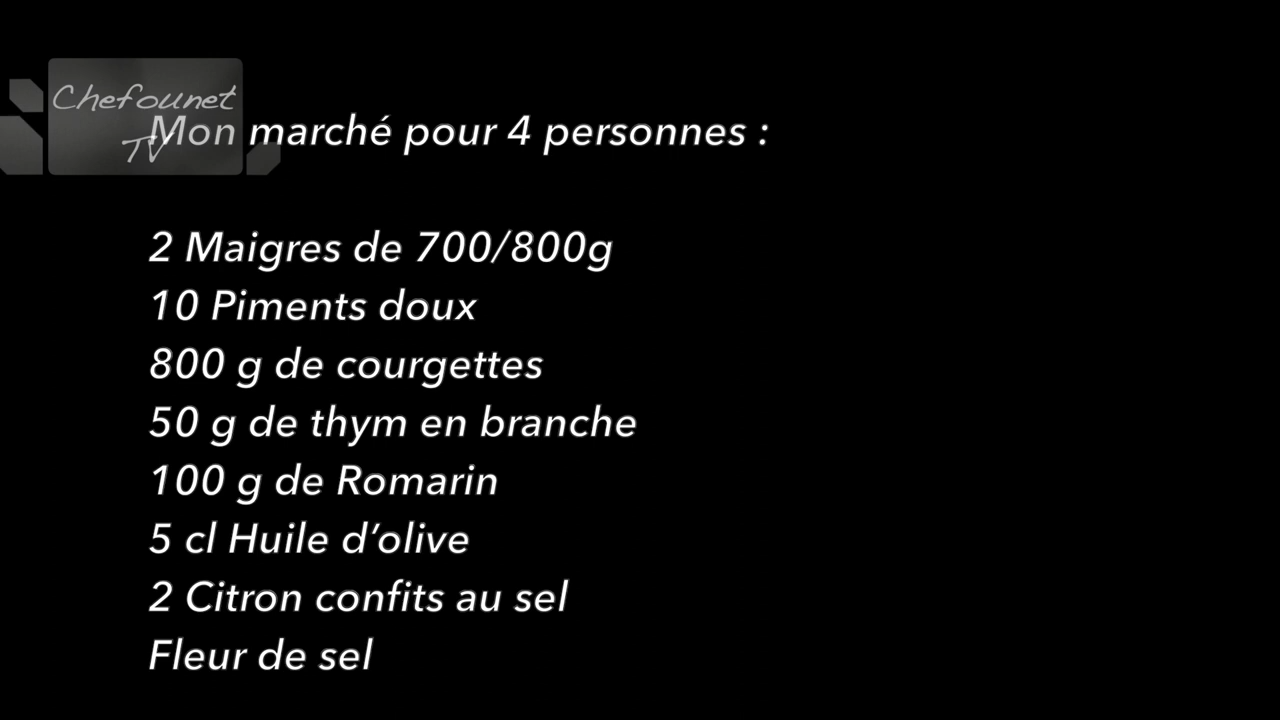 Chefounet
TV
Mon marché pour 4 personnes :
2 Maigres de 700/800g
10 Piments doux
800 g de courgettes
50 g de thym en branche
100 g de Romarin
5 cl Huile d’olive
2 Citron confits au sel
Fleur de sel